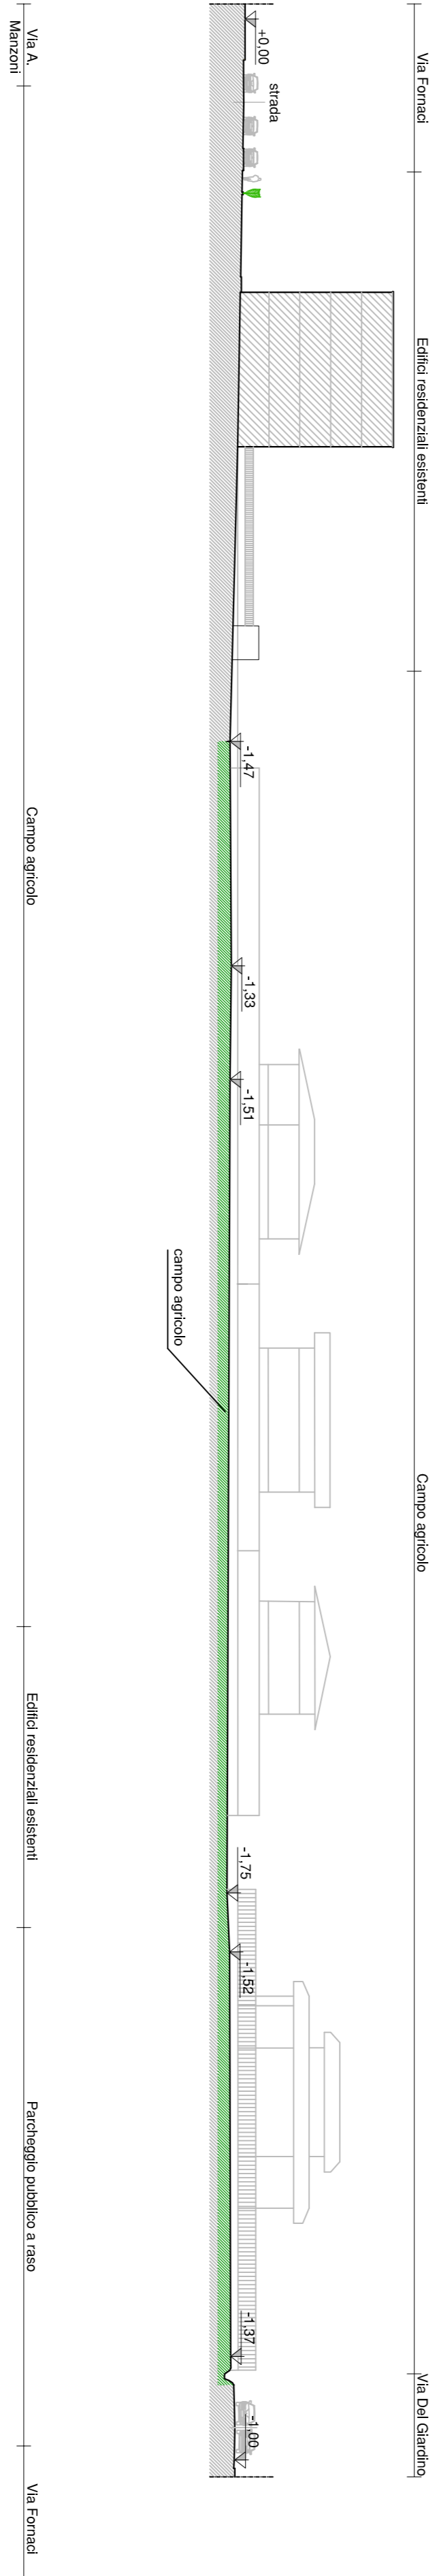 Via Fornaci
Edifici residenziali esistenti
Campo agricolo
Via Del Giardino
+0,00
strada
-1,47
-1,33
-1,51
campo agricolo
-1,75
-1,52
-1,37
-1,00
Via A.
Manzoni
Campo agricolo
Edifici residenziali esistenti
Parcheggio pubblico a raso
Via Fornaci